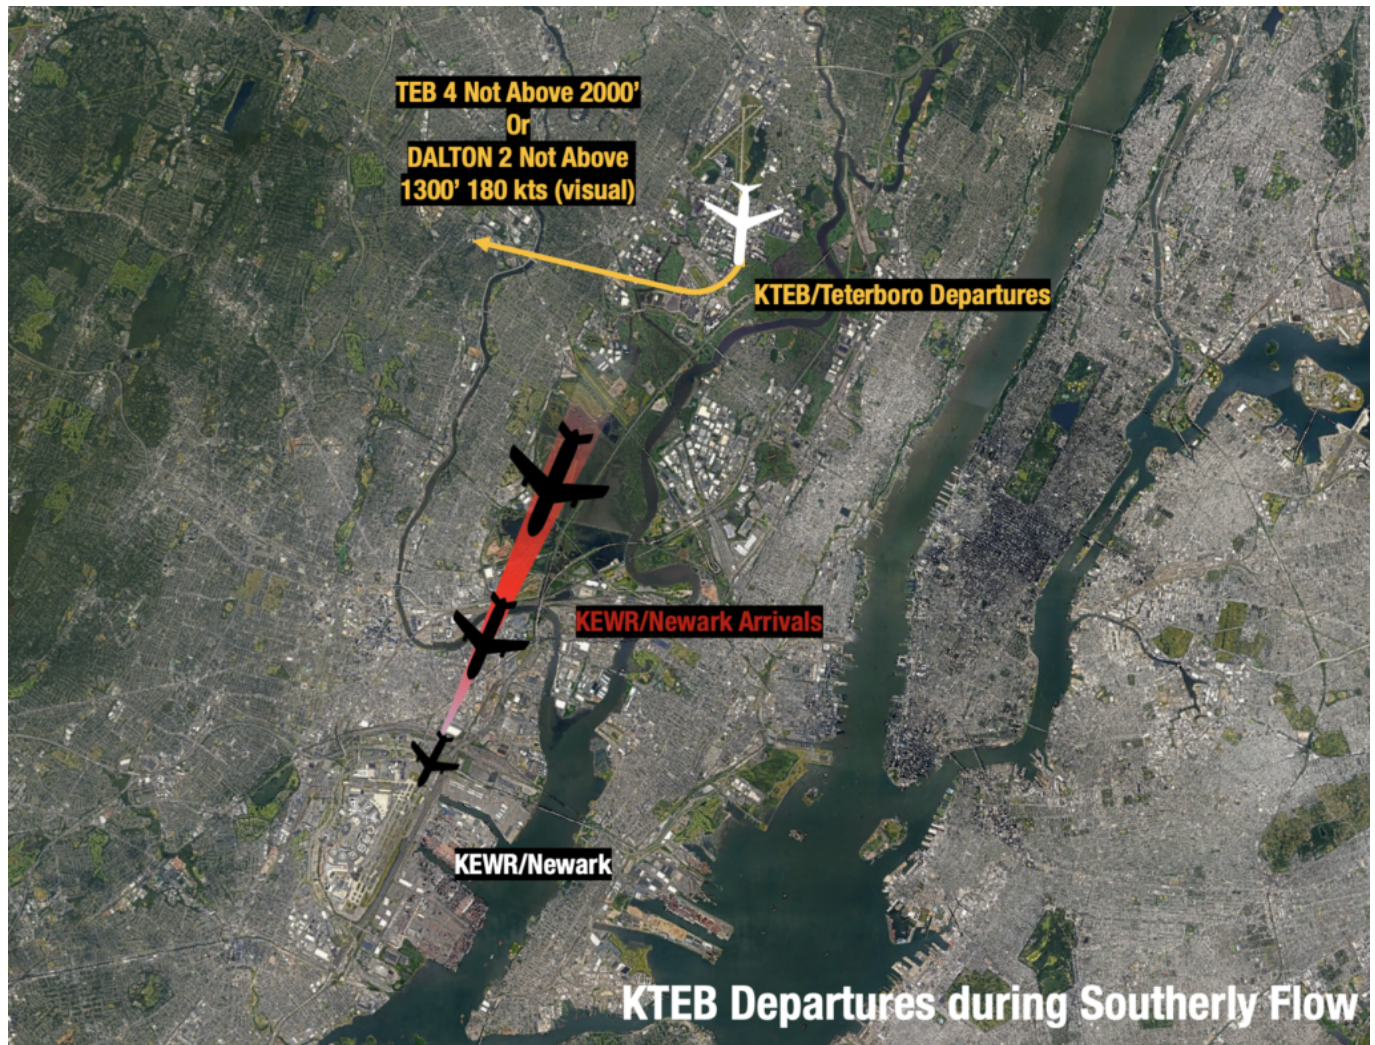 TEB 4 Not Above 2000’
Or
DALTON 2 Not Above
1300’ 180 kts (visual)
KTEB/Teterboro Departures
KEWR/Newark Arrivals
KEWR/Newark
KTEB Departures during Southerly Flow